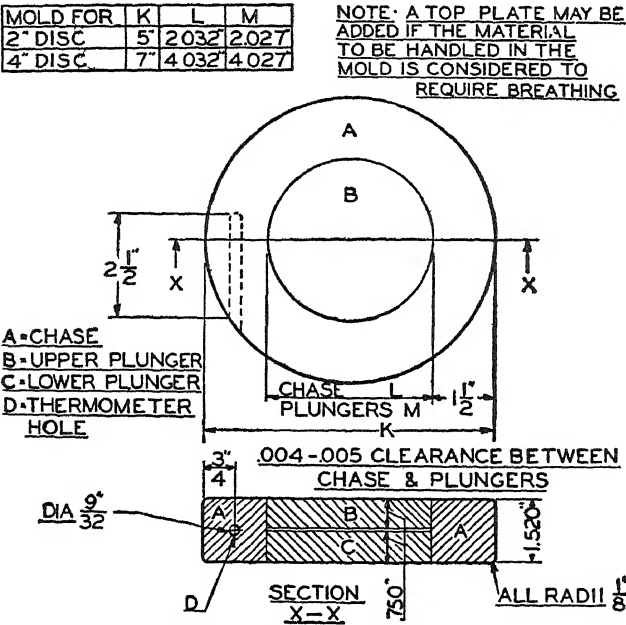 MOLD FOR K L M
2" DISC 5" 2.032" 2.027
4" DISC 7" 4 032" 4 027
NOTE· A TOP PLATE MAY BE
ADDED IF THE MATERIAL
TO BE HANDLED IN THE
MOLD IS CONSIDERED TO
REQUIRE BREATHING
A
B
2 1/2"
X X
A=CHASE
B=UPPER PLUNGER
C=LOWER PLUNGER
D=THERMOMETER
HOLE
CHASE L
PLUNGERS M
1 1/2"
K
3/4"
.004-.005 CLEARANCE BETWEEN
CHASE & PLUNGERS
DIA 9/32"
A B A
C
1.520"
D
SECTION
X-X
.750"
ALL RADII 1/8"